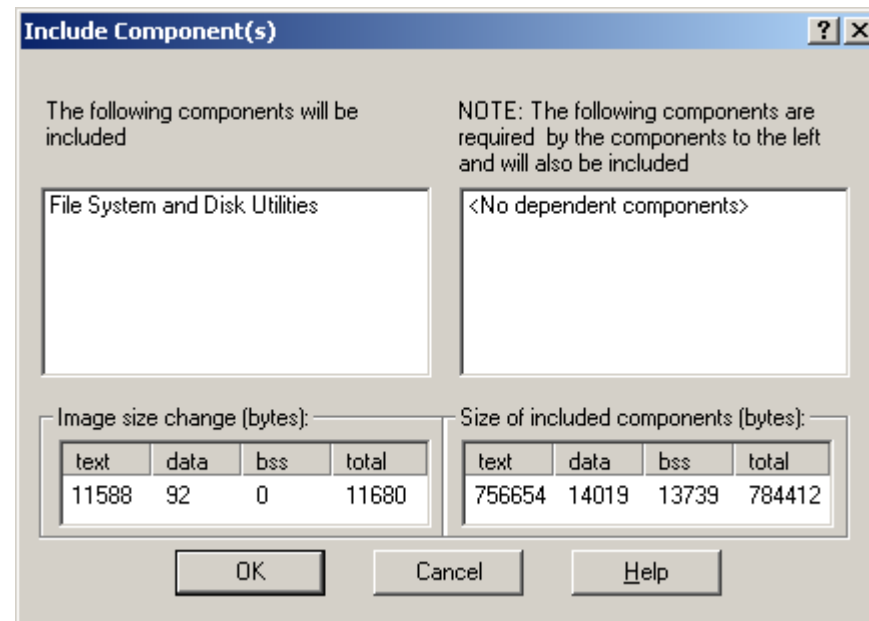 Include Component(s)
The following components will be
included
NOTE: The following components are
required by the components to the left
and will also be included
File System and Disk Utilities
<No dependent components>
Image size change (bytes):
text data bss total
11588 92 0 11680
Size of included components (bytes):
text data bss total
756654 14019 13739 784412
OK Cancel Help